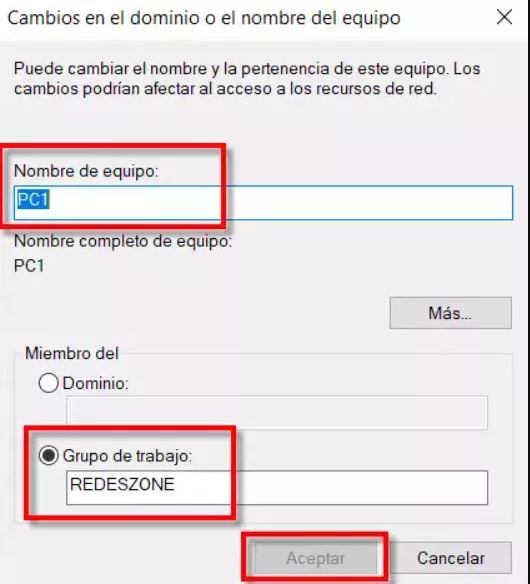 Cambios en el dominio o el nombre del equipo
Puede cambiar el nombre y la pertenencia de este equipo. Los
cambios podrían afectar al acceso a los recursos de red.
Nombre de equipo:
PC1
Nombre completo de equipo:
PC1
Más...
Miembro del
Dominio:
Grupo de trabajo:
REDESZONE
Aceptar
Cancelar